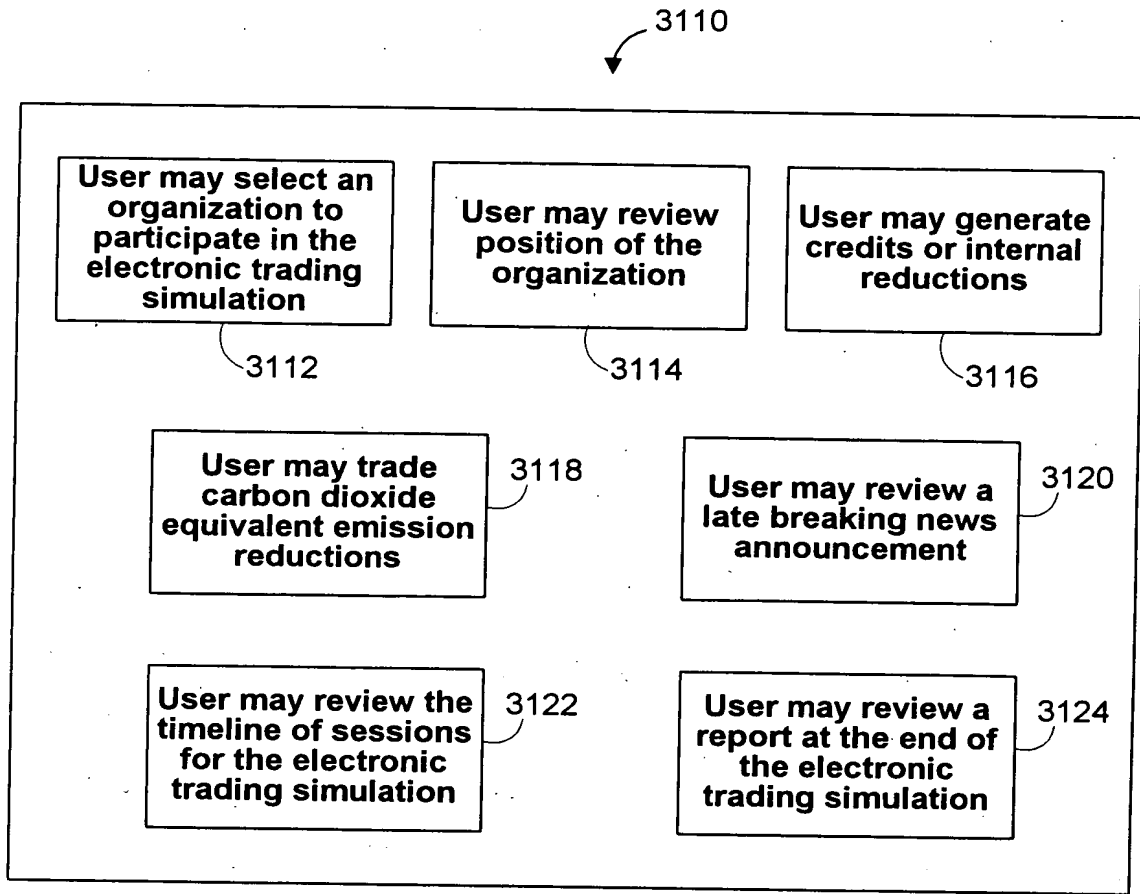 3110
User may select an
organization to
participate in the
electronic trading
simulation
3112
User may review
position of the
organization
3114
User may generate
credits or internal
reductions
3116
User may trade
carbon dioxide
equivalent emission
reductions
3118
User may review a
late breaking news
announcement
3120
User may review the
timeline of sessions
for the electronic
trading simulation
3122
User may review a
report at the end of
the electronic
trading simulation
3124